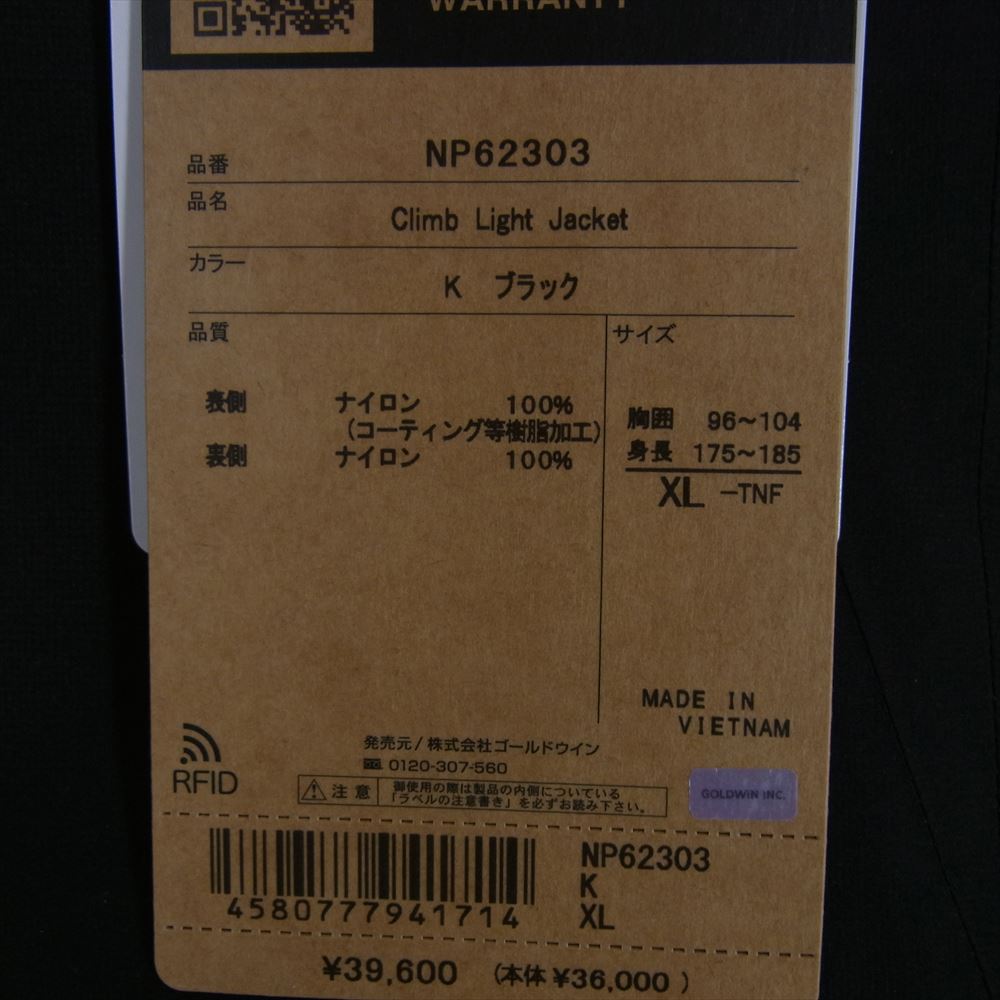 WARRANTY
品番 NP62303
品名 Climb Light Jacket
カラー K ブラック
品質
表側 ナイロン 100%
(コーティング等樹脂加工)
裏側 ナイロン 100%
サイズ
胸囲 96~104
身長 175~185
XL -TNF
MADE IN
VIETNAM
RFID
発売元/株式会社ゴールドウイン
0120-307-560
注意
御使用の際は製品の内側についている
「ラベルの注意書き」を必ずお読み下さい。
GOLDWIN INC.
4580777941714
NP62303
K
XL
¥39,600 (本体¥36,000)